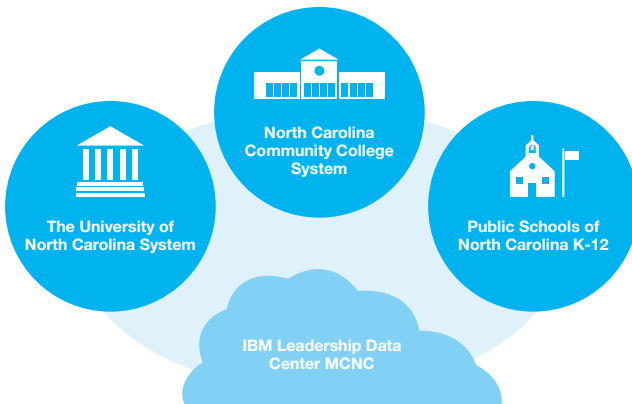 North Carolina
Community College
System
The University of
North Carolina System
Public Schools of
North Carolina K-12
IBM Leadership Data
Center MCNC